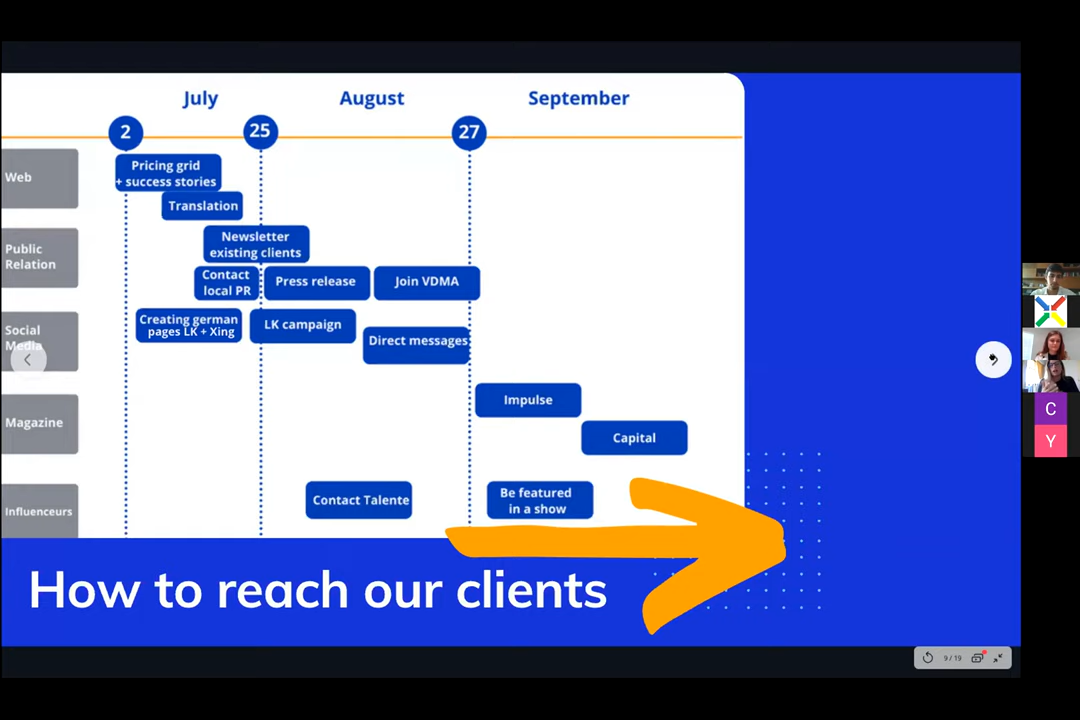 July
August
September
2
25
27
Web
Pricing grid
+ success stories
Translation
Public
Relation
Newsletter
existing clients
Contact
local PR
Press release
Join VDMA
Social
Media
Creating german
pages LK + Xing
LK campaign
Direct messages
Magazine
Impulse
Capital
Influenceurs
Contact Talente
Be featured
in a show
How to reach our clients
9 / 19
C
Y